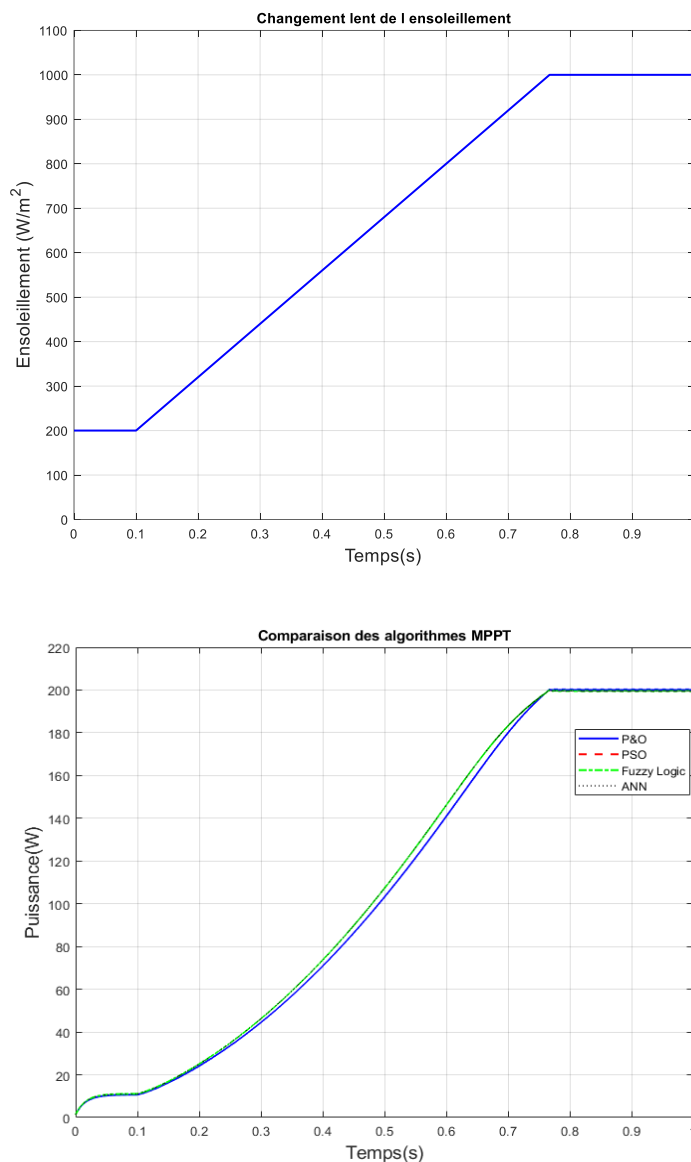 Changement lent de l ensoleillement
1100
1000
900
800
700
600
500
400
300
200
100
0
Ensoleillement (W/m²)
0 0.1 0.2 0.3 0.4 0.5 0.6 0.7 0.8 0.9
Temps(s)
Comparaison des algorithmes MPPT
220
200
180
160
140
120
100
80
60
40
20
0
Puissance(W)
P&O
PSO
Fuzzy Logic
ANN
0 0.1 0.2 0.3 0.4 0.5 0.6 0.7 0.8 0.9
Temps(s)